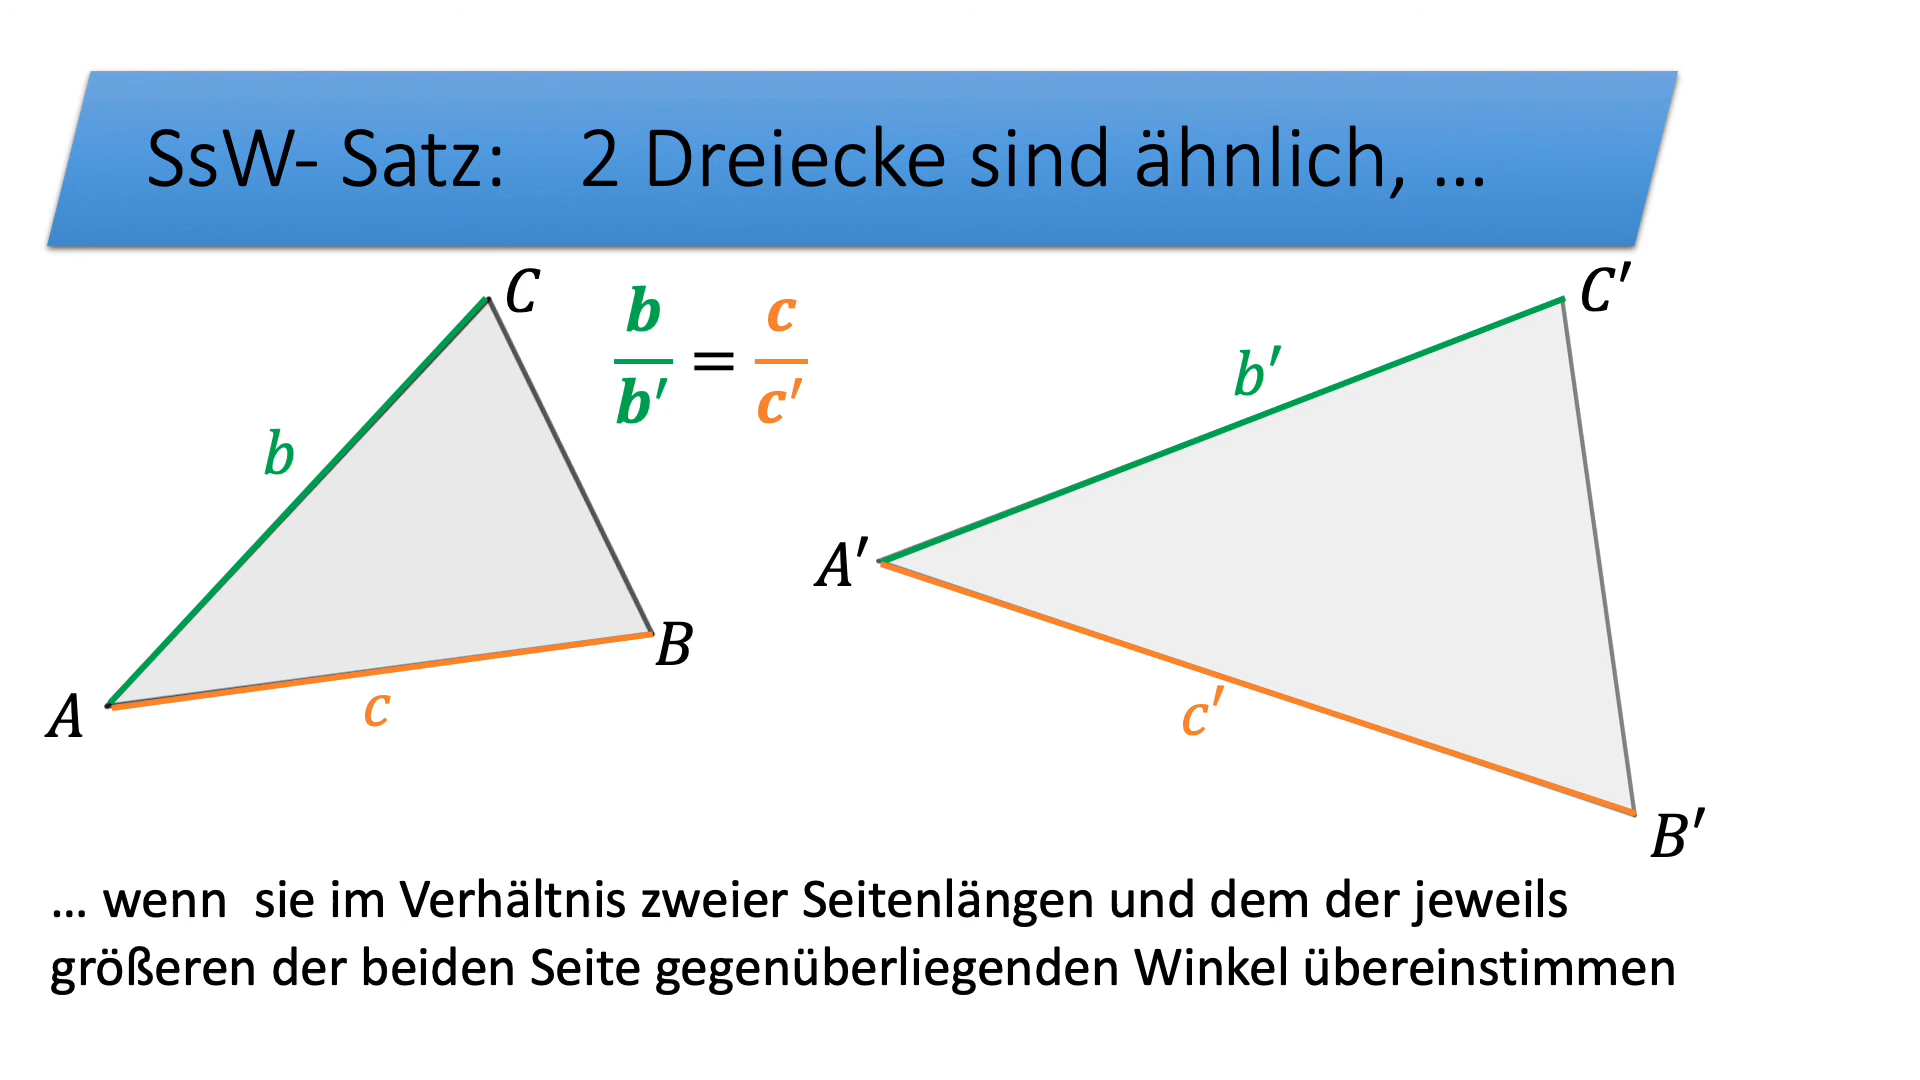 SsW- Satz: 2 Dreiecke sind ähnlich, ...
C
b/b′ = c/c′
C′
b′
b
A′
B
A
c
c′
B′
... wenn sie im Verhältnis zweier Seitenlängen und dem der jeweils
größeren der beiden Seite gegenüberliegenden Winkel übereinstimmen